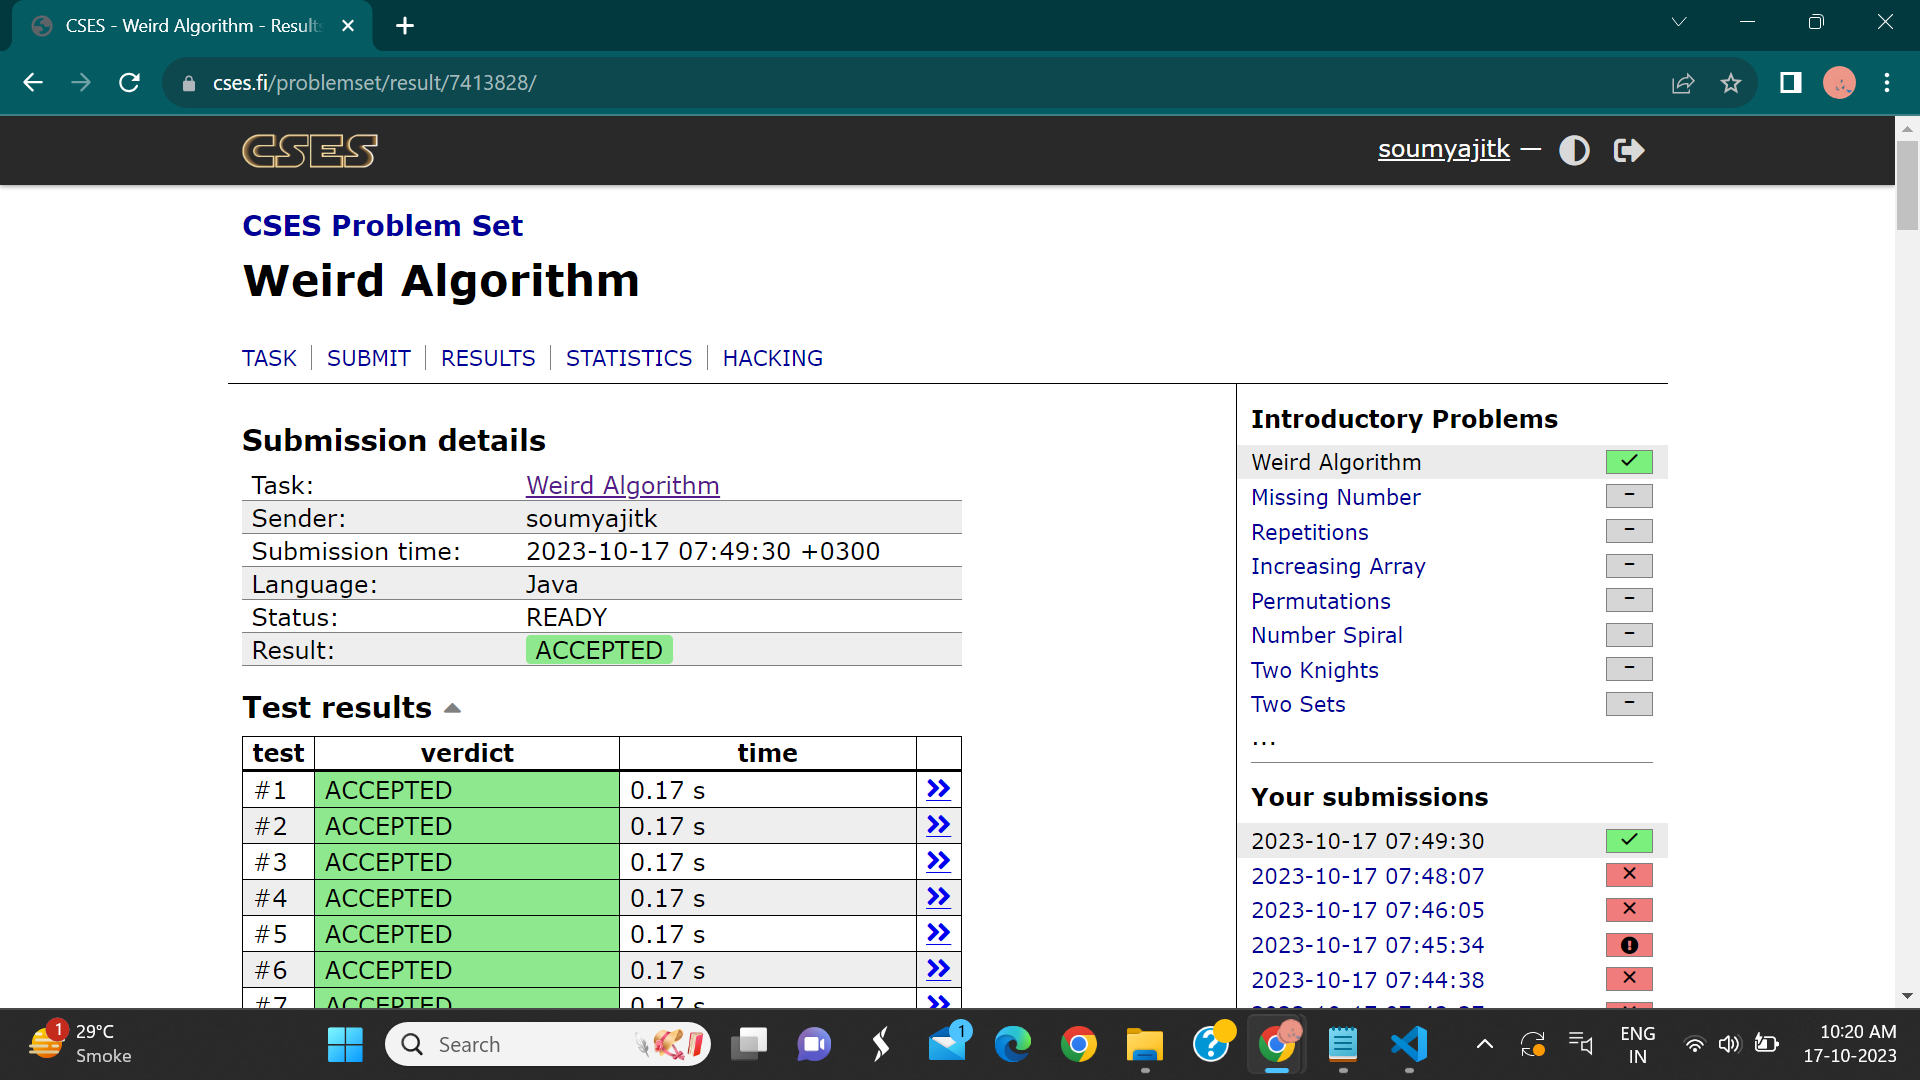 CSES - Weird Algorithm - Results
cses.fi/problemset/result/7413828/
CSES
soumyajitk —
CSES Problem Set
Weird Algorithm
TASK | SUBMIT | RESULTS | STATISTICS | HACKING
Submission details
Task: Weird Algorithm
Sender: soumyajitk
Submission time: 2023-10-17 07:49:30 +0300
Language: Java
Status: READY
Result: ACCEPTED
Test results
test verdict time
#1 ACCEPTED 0.17 s
#2 ACCEPTED 0.17 s
#3 ACCEPTED 0.17 s
#4 ACCEPTED 0.17 s
#5 ACCEPTED 0.17 s
#6 ACCEPTED 0.17 s
#7 ACCEPTED 0.17 s
Introductory Problems
Weird Algorithm
Missing Number –
Repetitions –
Increasing Array –
Permutations –
Number Spiral –
Two Knights –
Two Sets –
...
Your submissions
2023-10-17 07:49:30
2023-10-17 07:48:07
2023-10-17 07:46:05
2023-10-17 07:45:34
2023-10-17 07:44:38
1
29°C
Smoke
Search
1
ENG
IN
10:20 AM
17-10-2023